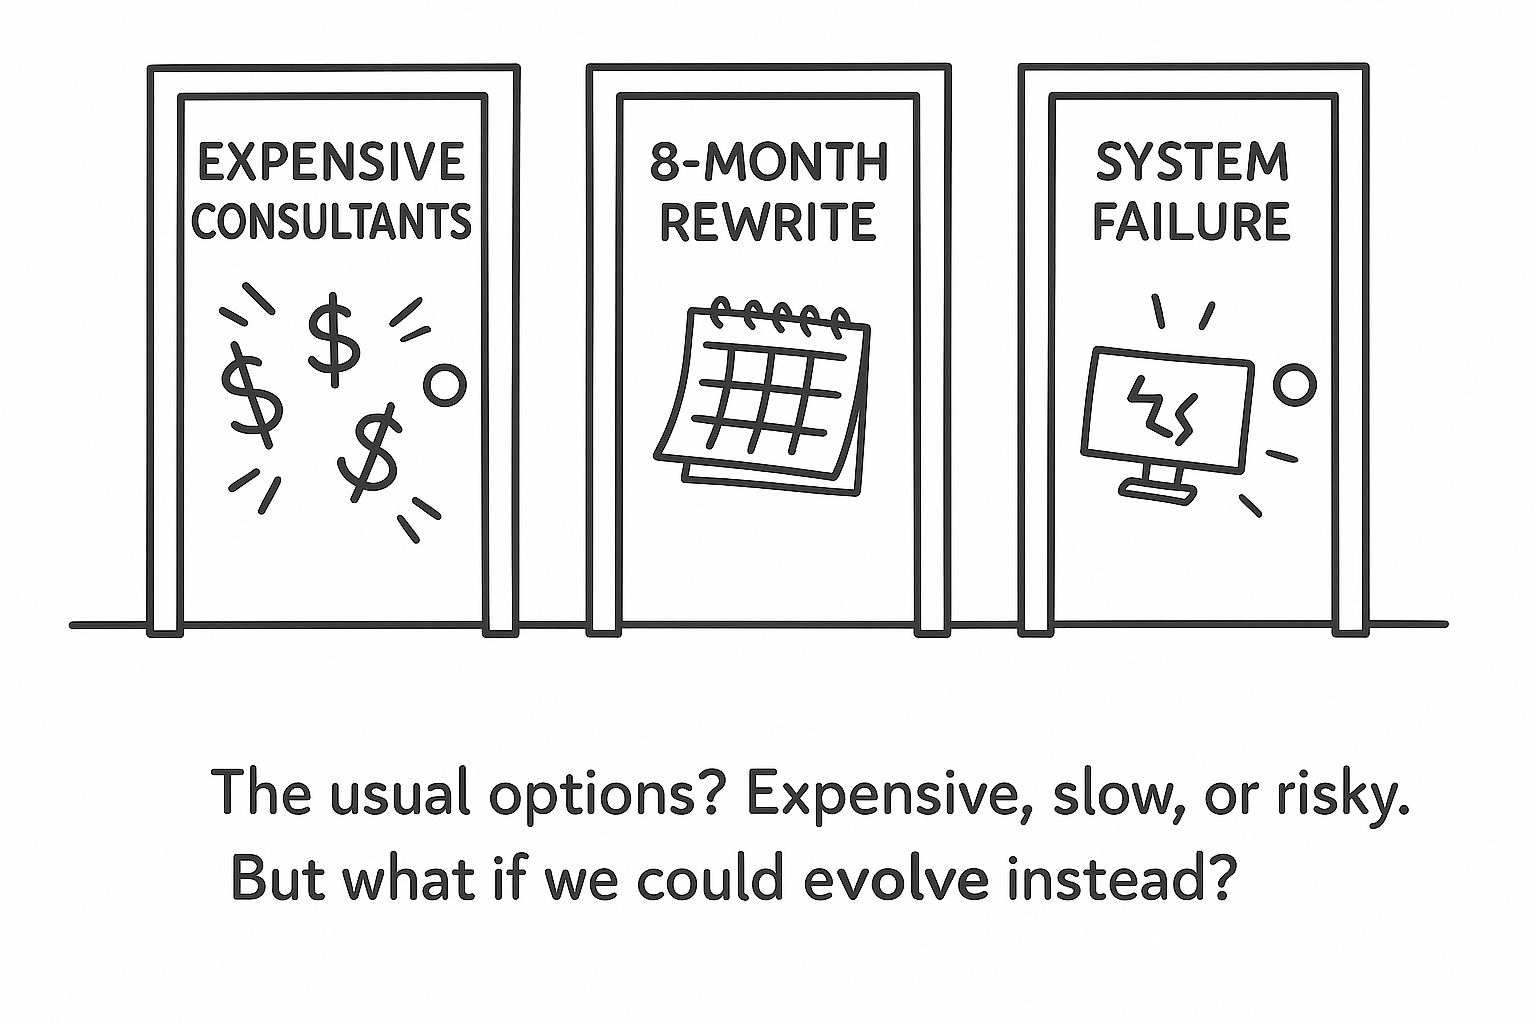 EXPENSIVE
CONSULTANTS
8-MONTH
REWRITE
SYSTEM
FAILURE
The usual options? Expensive, slow, or risky.
But what if we could evolve instead?